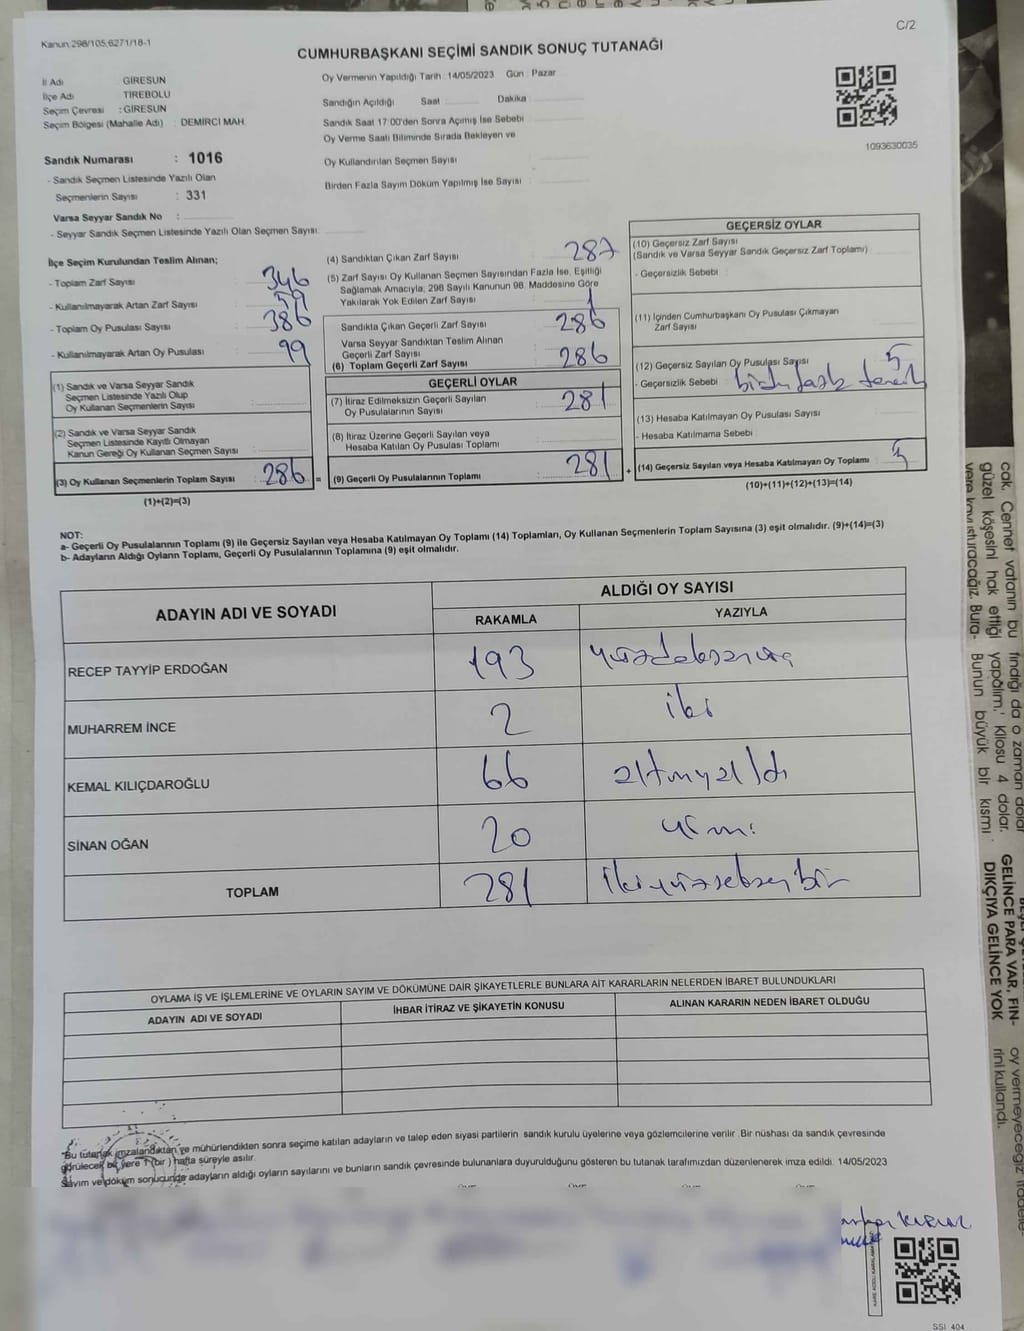 C/2
Kanun;298/105;6271/18-1
CUMHURBAŞKANI SEÇİMİ SANDIK SONUÇ TUTANAĞI
İl Adı GİRESUN
İlçe Adı TİREBOLU
Seçim Çevresi : GİRESUN
Seçim Bölgesi (Mahalle Adı) : DEMİRCİ MAH.
Sandık Numarası : 1016
- Sandık Seçmen Listesinde Yazılı Olan
Seçmenlerin Sayısı : 331
Varsa Seyyar Sandık No :
- Seyyar Sandık Seçmen Listesinde Yazılı Olan Seçmen Sayısı:
Oy Vermenin Yapıldığı Tarih : 14/05/2023 Gün : Pazar
Sandığın Açıldığı Saat Dakika
Sandık Saat 17:00'den Sonra Açımış İse Sebebi
Oy Verme Saati Bitiminde Sırada Bekleyen ve
Oy Kullandırılan Seçmen Sayısı
Birden Fazla Sayım Döküm Yapılmış İse Sayısı :
1093630035
İlçe Seçim Kurulundan Teslim Alınan;
- Toplam Zarf Sayısı : 346
- Kullanılmayarak Artan Zarf Sayısı : 59
- Toplam Oy Pusulası Sayısı : 386
- Kullanılmayarak Artan Oy Pusulası : 99
(1) Sandık ve Varsa Seyyar Sandık
Seçmen Listesinde Yazılı Olup
Oy Kullanan Seçmenlerin Sayısı :
(2) Sandık ve Varsa Seyyar Sandık
Seçmen Listesinde Kayıtlı Olmayan
Kanun Gereği Oy Kullanan Seçmen Sayısı :
(3) Oy Kullanan Seçmenlerin Toplam Sayısı : 286
(1)+(2)=(3)
(4) Sandıktan Çıkan Zarf Sayısı : 287
(5) Zarf Sayısı Oy Kullanan Seçmen Sayısından Fazla İse, Eşitliği
Sağlamak Amacıyla, 298 Sayılı Kanunun 98. Maddesine Göre
Yakılarak Yok Edilen Zarf Sayısı : 1
Sandıkta Çıkan Geçerli Zarf Sayısı : 286
Varsa Seyyar Sandıktan Teslim Alınan
Geçerli Zarf Sayısı
(6) Toplam Geçerli Zarf Sayısı : 286
GEÇERLİ OYLAR
(7) İtiraz Edilmeksizin Geçerli Sayılan
Oy Pusulalarının Sayısı : 281
(8) İtiraz Üzerine Geçerli Sayılan veya
Hesaba Katılan Oy Pusulası Toplamı
= (9) Geçerli Oy Pusulalarının Toplamı : 281
GEÇERSİZ OYLAR
(10) Geçersiz Zarf Sayısı
(Sandık ve Varsa Seyyar Sandık Geçersiz Zarf Toplamı)
- Geçersizlik Sebebi :
(11) İçinden Cumhurbaşkanı Oy Pusulası Çıkmayan
Zarf Sayısı
(12) Geçersiz Sayılan Oy Pusulası Sayısı 5
- Geçersizlik Sebebi : birden fazla
(13) Hesaba Katılmayan Oy Pusulası Sayısı
- Hesaba Katılmama Sebebi
+ (14) Geçersiz Sayılan veya Hesaba Katılmayan Oy Toplamı : 5
(10)+(11)+(12)+(13)=(14)
NOT:
a- Geçerli Oy Pusulalarının Toplamı (9) ile Geçersiz Sayılan veya Hesaba Katılmayan Oy Toplamı (14) Toplamları, Oy Kullanan Seçmenlerin Toplam Sayısına (3) eşit olmalıdır. (9)+(14)=(3)
b- Adayların Aldığı Oyların Toplamı, Geçerli Oy Pusulalarının Toplamına (9) eşit olmalıdır.
ADAYIN ADI VE SOYADI ALDIĞI OY SAYISI
RAKAMLA YAZIYLA
RECEP TAYYİP ERDOĞAN 193
MUHARREM İNCE 2 iki
KEMAL KILIÇDAROĞLU 66 altmışaltı
SİNAN OĞAN 20 yirmi
TOPLAM 281 ikiyüzseksenbir
OYLAMA İŞ VE İŞLEMLERİNE VE OYLARIN SAYIM VE DÖKÜMÜNE DAİR ŞİKAYETLERLE BUNLARA AİT KARARLARIN NELERDEN İBARET BULUNDUKLARI
ADAYIN ADI VE SOYADI İHBAR İTİRAZ VE ŞİKAYETİN KONUSU ALINAN KARARIN NEDEN İBARET OLDUĞU
"Bu tutanak imzalandıktan ve mühürlendikten sonra seçime katılan adayların ve talep eden siyasi partilerin sandık kurulu üyelerine veya gözlemcilerine verilir. Bir nüshası da sandık çevresinde
görülecek bir yere 1 (bir) hafta süreyle asılır.
Sayım ve döküm sonucunda adayların aldığı oyların sayılarını ve bunların sandık çevresinde bulunanlara duyurulduğunu gösteren bu tutanak tarafımızdan düzenlenerek imza edildi. 14/05/2023
SSI 404
cak. Cennet vatanın bu
güzel köşesini hak ettiği
yere kavuşturacağız. Bura-
fındığı da o zaman dolar
yapalım.' Kilosu 4 dolar.
Bunun büyük bir kısmı
GELİNCE PARA VAR, FIN-
DIKÇIYA GELİNCE YOK
rini kullandı.